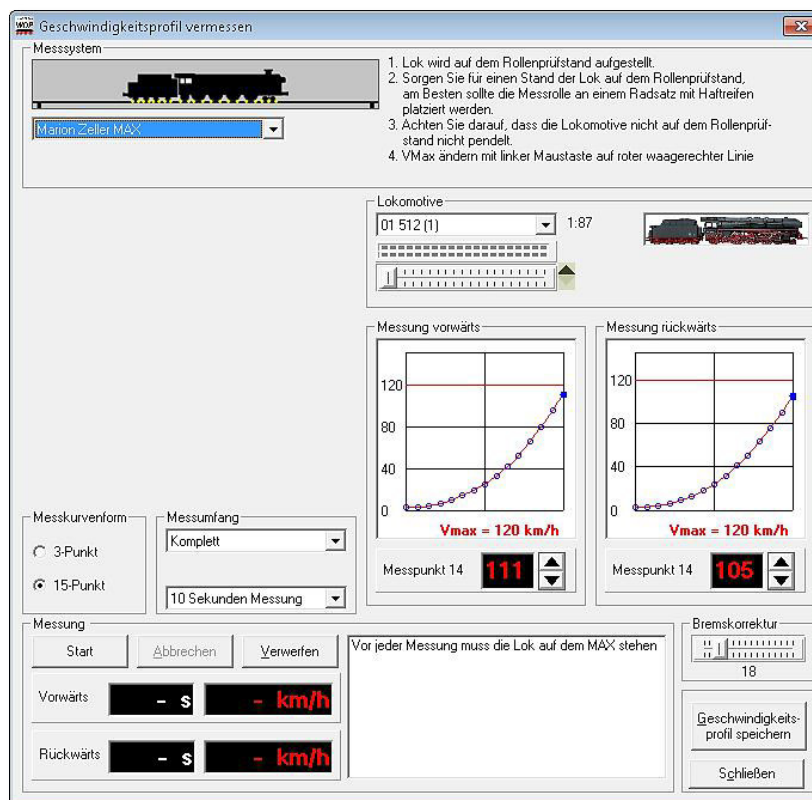 WDP Geschwindigkeitsprofil vermessen
Messsystem
Marion Zeller MAX
1. Lok wird auf dem Rollenprüfstand aufgestellt.
2. Sorgen Sie für einen Stand der Lok auf dem Rollenprüfstand,
am Besten sollte die Messrolle an einem Radsatz mit Haftreifen
platziert werden.
3. Achten Sie darauf, dass die Lokomotive nicht auf dem Rollenprüf-
stand nicht pendelt.
4. VMax ändern mit linker Maustaste auf roter waagerechter Linie
Lokomotive
01 512 (1)
1:87
Messung vorwärts
120
80
40
0
Vmax = 120 km/h
Messpunkt 14
111
Messung rückwärts
120
80
40
0
Vmax = 120 km/h
Messpunkt 14
105
Messkurvenform
3-Punkt
15-Punkt
Messumfang
Komplett
10 Sekunden Messung
Messung
Start
Abbrechen
Verwerfen
Vorwärts
- s
- km/h
Rückwärts
- s
- km/h
Vor jeder Messung muss die Lok auf dem MAX stehen
Bremskorrektur
18
Geschwindigkeits-
profil speichern
Schließen